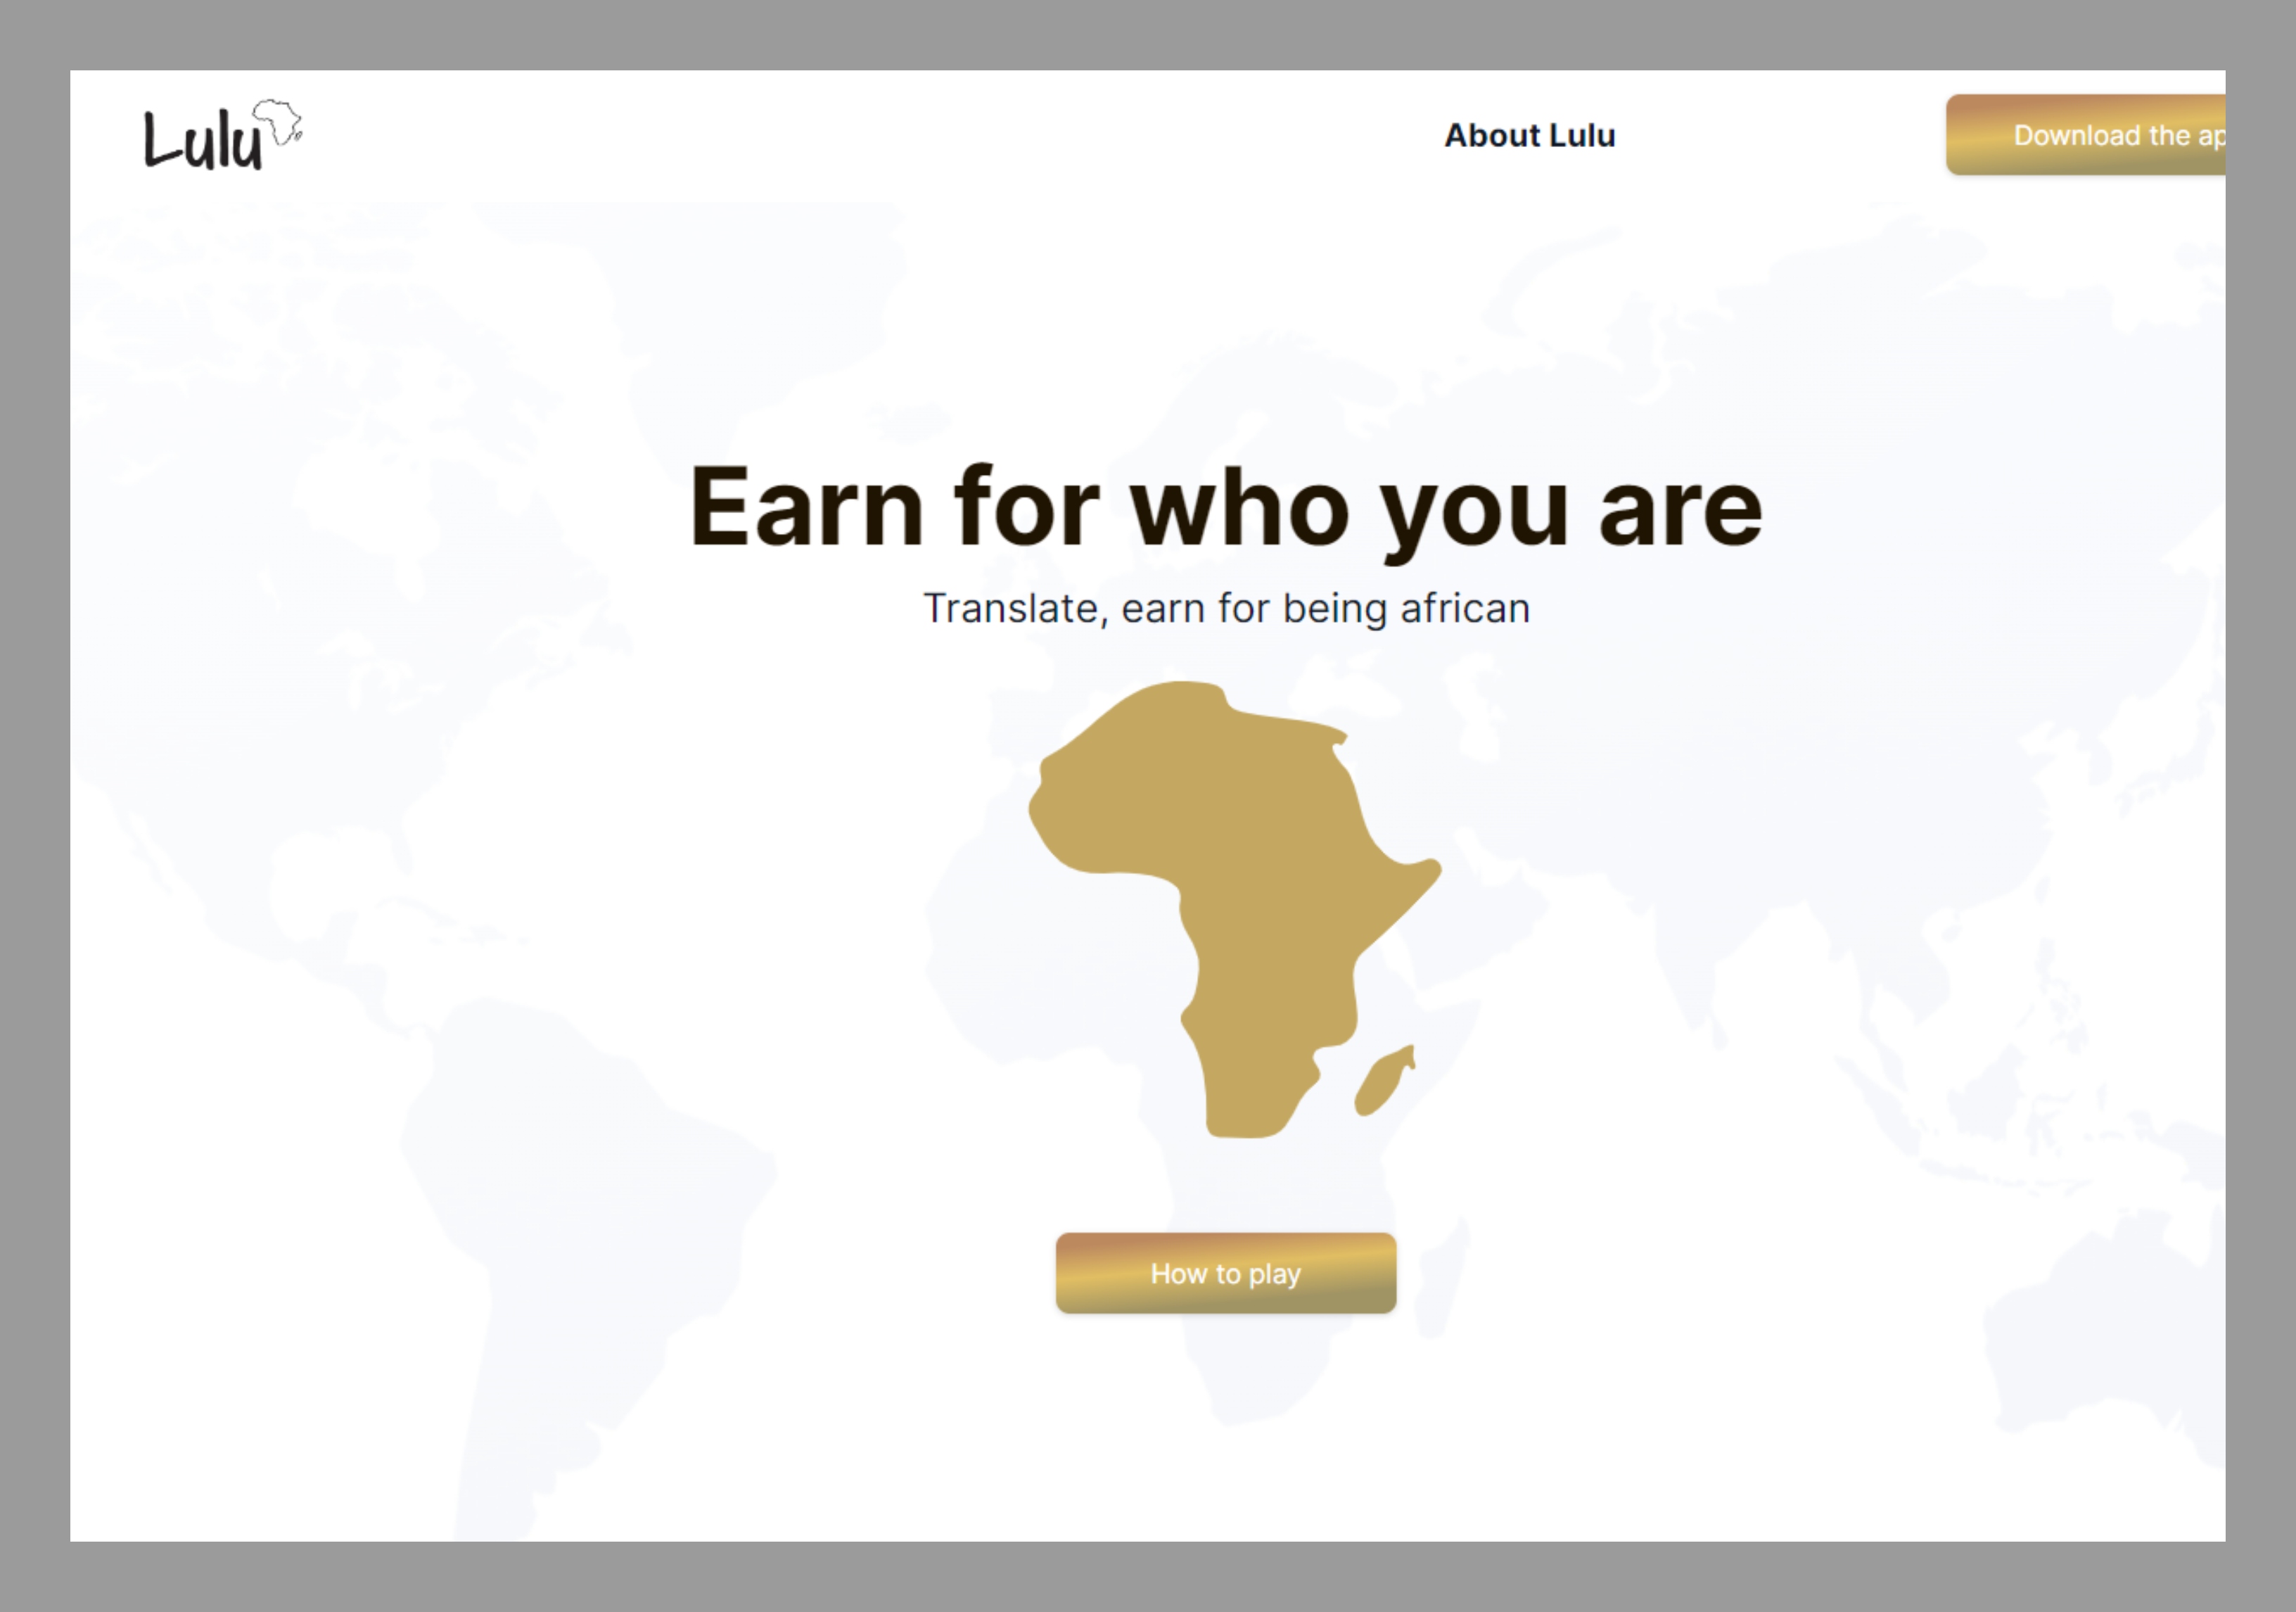 Lulu
About Lulu
Download the ap
Earn for who you are
Translate, earn for being african
How to play